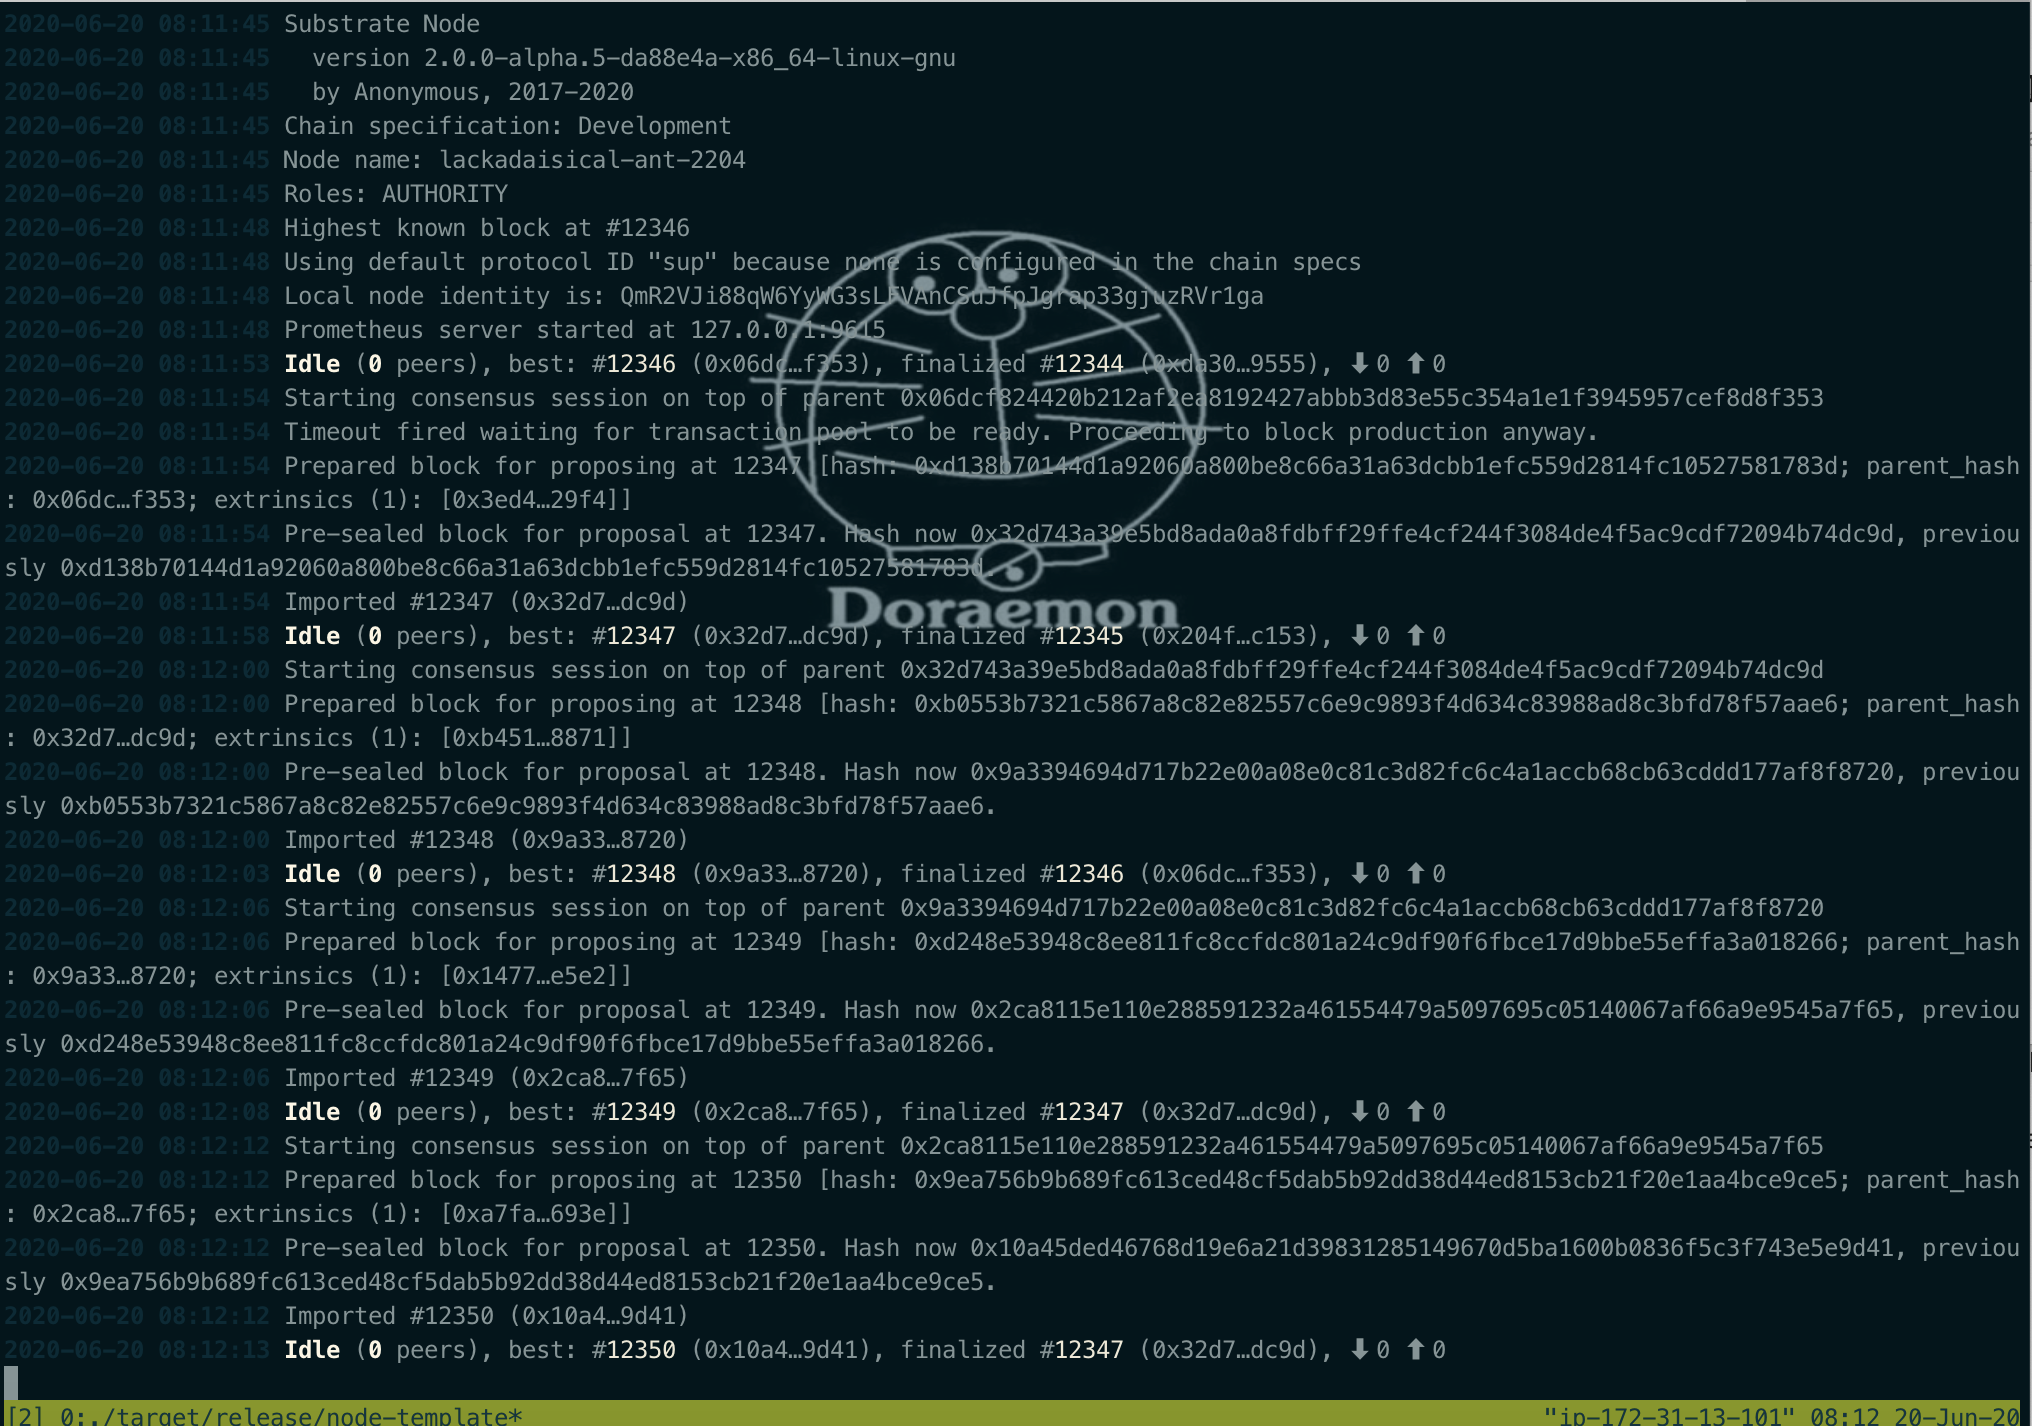 2020-06-20 08:11:45 Substrate Node
2020-06-20 08:11:45   version 2.0.0-alpha.5-da88e4a-x86_64-linux-gnu
2020-06-20 08:11:45   by Anonymous, 2017-2020
2020-06-20 08:11:45 Chain specification: Development
2020-06-20 08:11:45 Node name: lackadaisical-ant-2204
2020-06-20 08:11:45 Roles: AUTHORITY
2020-06-20 08:11:48 Highest known block at #12346
2020-06-20 08:11:48 Using default protocol ID "sup" because none is configured in the chain specs
2020-06-20 08:11:48 Local node identity is: QmR2VJi88qW6YyWG3sLFVAnCSuJfpJgrap33gjuzRVr1ga
2020-06-20 08:11:48 Prometheus server started at 127.0.0.1:9615
2020-06-20 08:11:53 Idle (0 peers), best: #12346 (0x06dc…f353), finalized #12344 (0xda30…9555), ⬇ 0 ⬆ 0
2020-06-20 08:11:54 Starting consensus session on top of parent 0x06dcf824420b212af2ea8192427abbb3d83e55c354a1e1f3945957cef8d8f353
2020-06-20 08:11:54 Timeout fired waiting for transaction pool to be ready. Proceeding to block production anyway.
2020-06-20 08:11:54 Prepared block for proposing at 12347 [hash: 0xd138b70144d1a92060a800be8c66a31a63dcbb1efc559d2814fc10527581783d; parent_hash
: 0x06dc…f353; extrinsics (1): [0x3ed4…29f4]]
2020-06-20 08:11:54 Pre-sealed block for proposal at 12347. Hash now 0x32d743a39e5bd8ada0a8fdbff29ffe4cf244f3084de4f5ac9cdf72094b74dc9d, previou
sly 0xd138b70144d1a92060a800be8c66a31a63dcbb1efc559d2814fc10527581783d.
2020-06-20 08:11:54 Imported #12347 (0x32d7…dc9d)
Doraemon
2020-06-20 08:11:58 Idle (0 peers), best: #12347 (0x32d7…dc9d), finalized #12345 (0x204f…c153), ⬇ 0 ⬆ 0
2020-06-20 08:12:00 Starting consensus session on top of parent 0x32d743a39e5bd8ada0a8fdbff29ffe4cf244f3084de4f5ac9cdf72094b74dc9d
2020-06-20 08:12:00 Prepared block for proposing at 12348 [hash: 0xb0553b7321c5867a8c82e82557c6e9c9893f4d634c83988ad8c3bfd78f57aae6; parent_hash
: 0x32d7…dc9d; extrinsics (1): [0xb451…8871]]
2020-06-20 08:12:00 Pre-sealed block for proposal at 12348. Hash now 0x9a3394694d717b22e00a08e0c81c3d82fc6c4a1accb68cb63cddd177af8f8720, previou
sly 0xb0553b7321c5867a8c82e82557c6e9c9893f4d634c83988ad8c3bfd78f57aae6.
2020-06-20 08:12:00 Imported #12348 (0x9a33…8720)
2020-06-20 08:12:03 Idle (0 peers), best: #12348 (0x9a33…8720), finalized #12346 (0x06dc…f353), ⬇ 0 ⬆ 0
2020-06-20 08:12:06 Starting consensus session on top of parent 0x9a3394694d717b22e00a08e0c81c3d82fc6c4a1accb68cb63cddd177af8f8720
2020-06-20 08:12:06 Prepared block for proposing at 12349 [hash: 0xd248e53948c8ee811fc8ccfdc801a24c9df90f6fbce17d9bbe55effa3a018266; parent_hash
: 0x9a33…8720; extrinsics (1): [0x1477…e5e2]]
2020-06-20 08:12:06 Pre-sealed block for proposal at 12349. Hash now 0x2ca8115e110e288591232a461554479a5097695c05140067af66a9e9545a7f65, previou
sly 0xd248e53948c8ee811fc8ccfdc801a24c9df90f6fbce17d9bbe55effa3a018266.
2020-06-20 08:12:06 Imported #12349 (0x2ca8…7f65)
2020-06-20 08:12:08 Idle (0 peers), best: #12349 (0x2ca8…7f65), finalized #12347 (0x32d7…dc9d), ⬇ 0 ⬆ 0
2020-06-20 08:12:12 Starting consensus session on top of parent 0x2ca8115e110e288591232a461554479a5097695c05140067af66a9e9545a7f65
2020-06-20 08:12:12 Prepared block for proposing at 12350 [hash: 0x9ea756b9b689fc613ced48cf5dab5b92dd38d44ed8153cb21f20e1aa4bce9ce5; parent_hash
: 0x2ca8…7f65; extrinsics (1): [0xa7fa…693e]]
2020-06-20 08:12:12 Pre-sealed block for proposal at 12350. Hash now 0x10a45ded46768d19e6a21d39831285149670d5ba1600b0836f5c3f743e5e9d41, previou
sly 0x9ea756b9b689fc613ced48cf5dab5b92dd38d44ed8153cb21f20e1aa4bce9ce5.
2020-06-20 08:12:12 Imported #12350 (0x10a4…9d41)
2020-06-20 08:12:13 Idle (0 peers), best: #12350 (0x10a4…9d41), finalized #12347 (0x32d7…dc9d), ⬇ 0 ⬆ 0
[2] 0:./target/release/node-template* "ip-172-31-13-101" 08:12 20-Jun-20